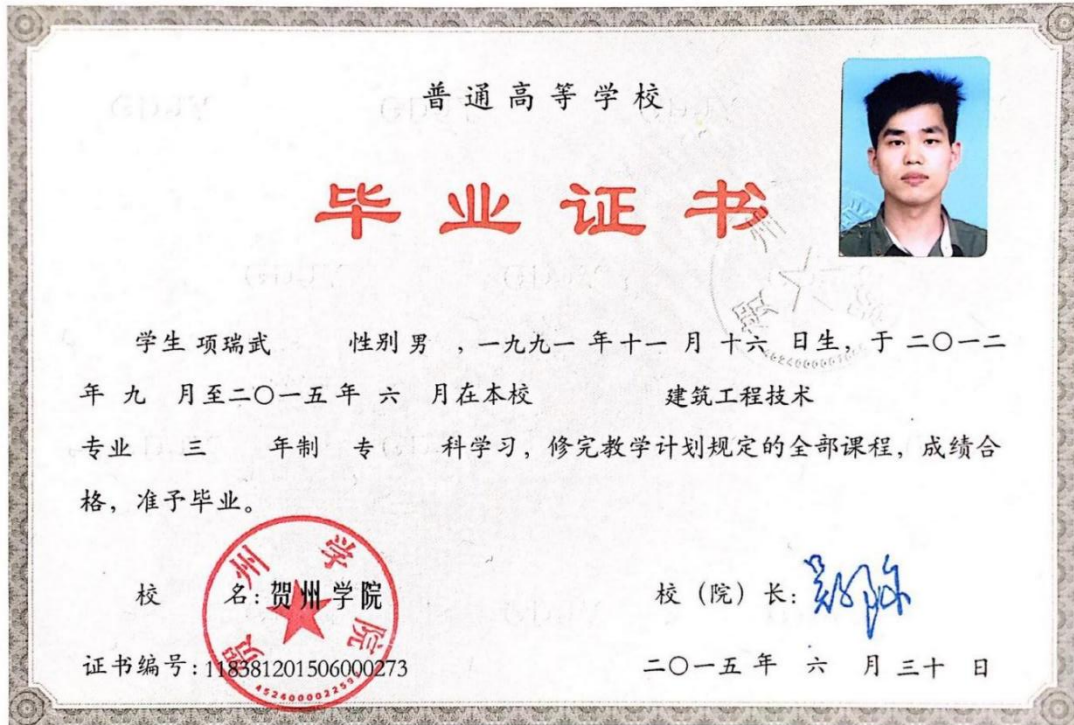 普通高等学校
毕业证书
学生 项瑞武 性别 男 ，一九九一 年 十一 月 十六 日生，于 二〇一二
年 九 月至二〇一五 年 六 月在本校 建筑工程技术
专业 三 年制 专 科学习，修完教学计划规定的全部课程，成绩合
格，准予毕业。
校 名：贺州学院
校（院）长：
证书编号：118381201506000273
二〇一五 年 六 月 三十 日
贺州学院